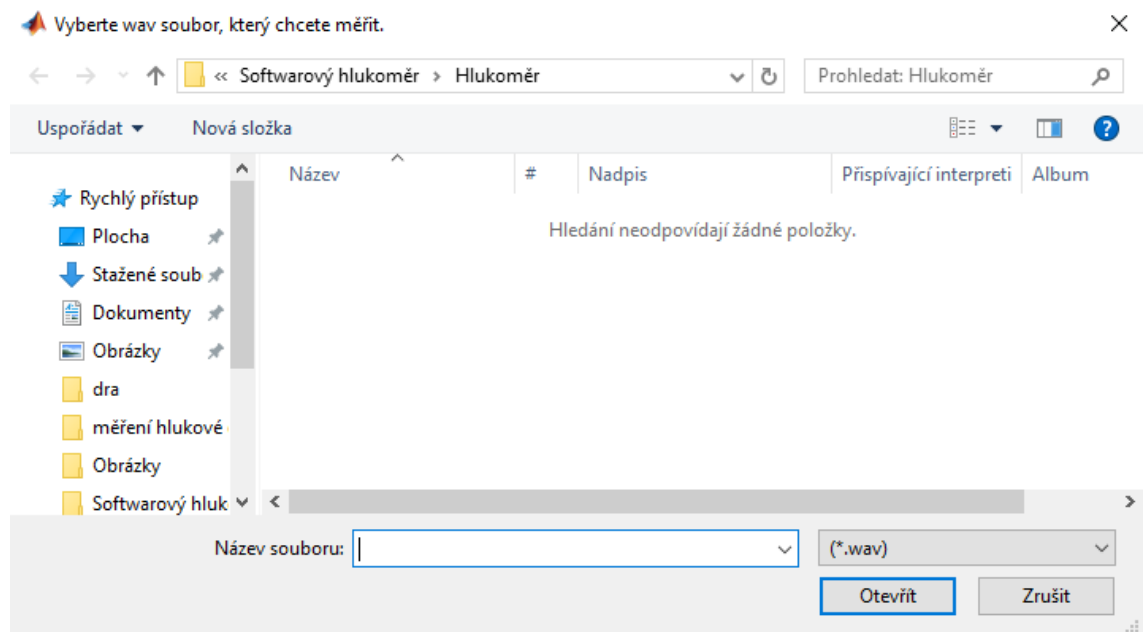 Vyberte wav soubor, který chcete měřit.
« Softwarový hlukoměr › Hlukoměr
Prohledat: Hlukoměr
Uspořádat
Nová složka
?
Název
#
Nadpis
Přispívající interpreti
Album
Hledání neodpovídají žádné položky.
Rychlý přístup
Plocha
Stažené soub
Dokumenty
Obrázky
dra
měření hlukové
Obrázky
Softwarový hluk
Název souboru:
(*.wav)
Otevřít
Zrušit